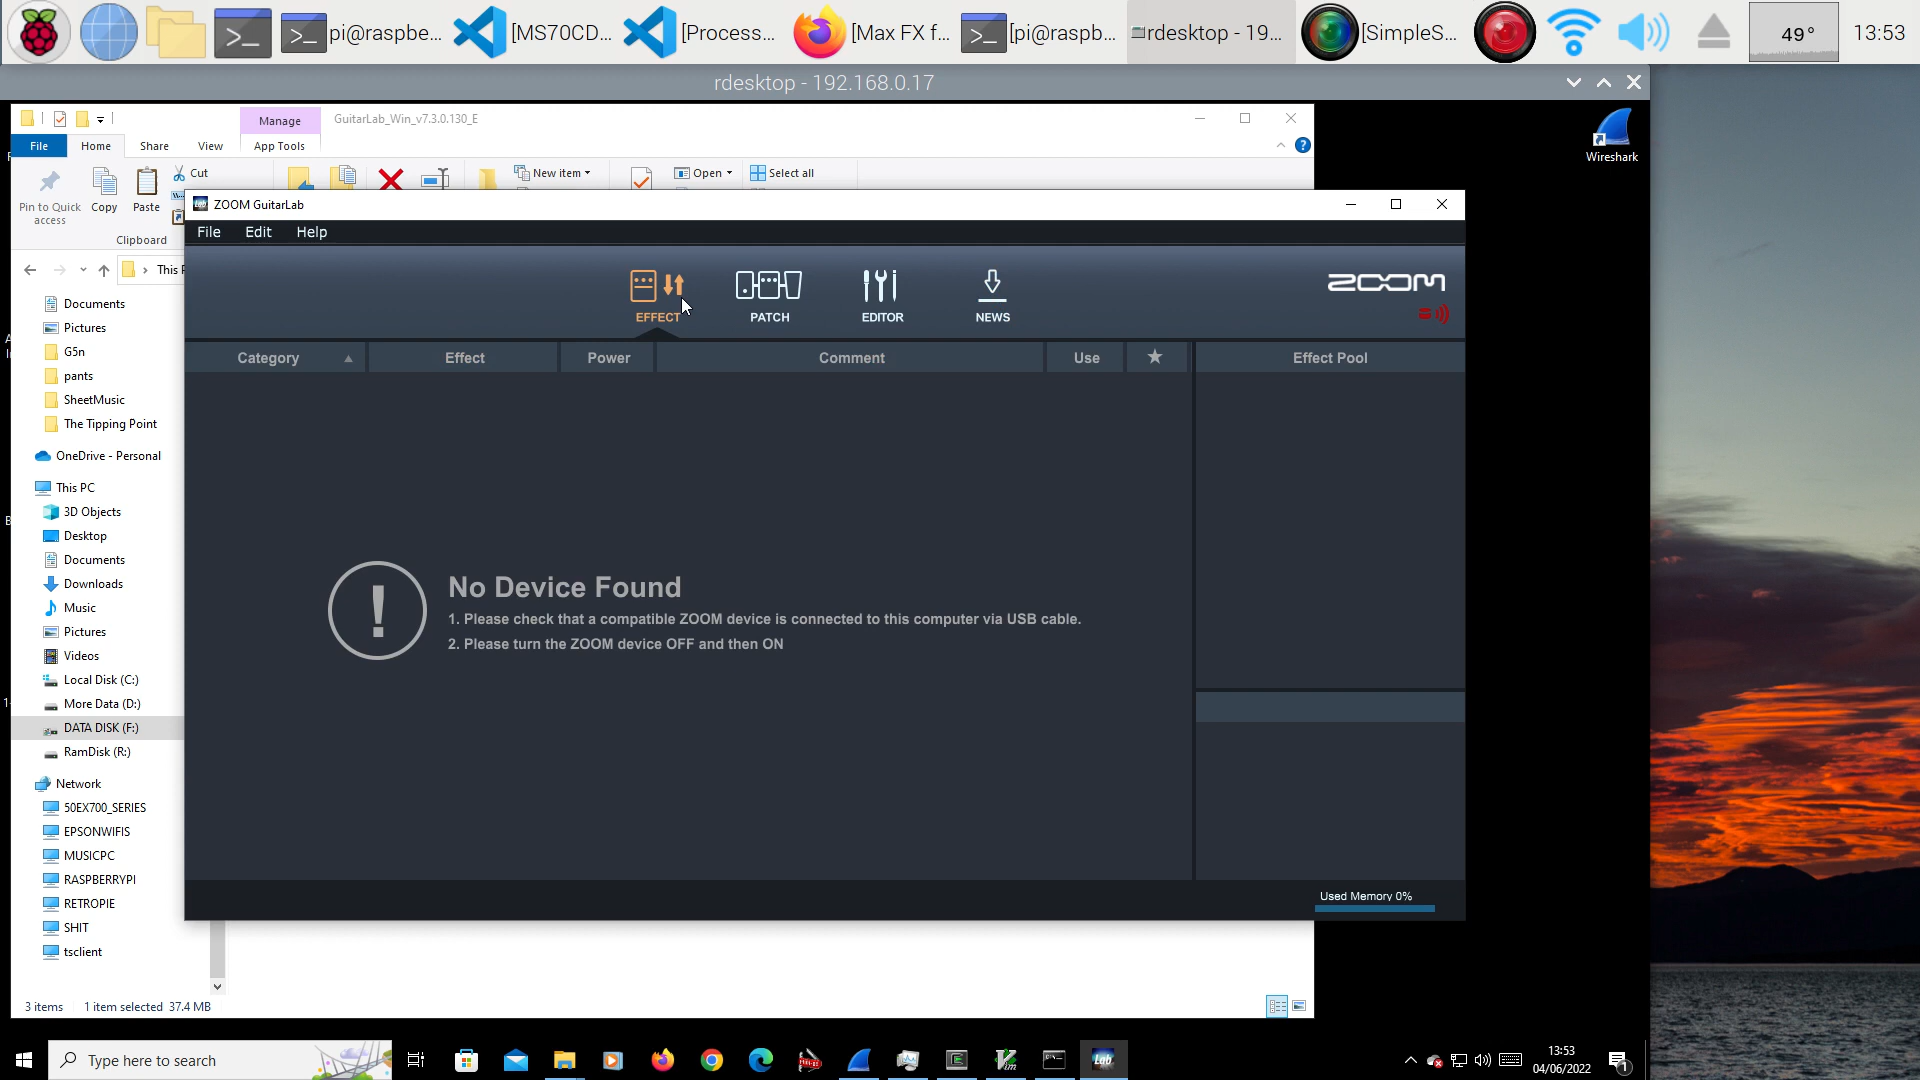 pi@raspbe...
[MS70CD...
[Process...
[Max FX f...
[pi@raspb...
rdesktop - 19...
[SimpleS...
49°
13:53
rdesktop - 192.168.0.17
Manage
GuitarLab_Win_v7.3.0.130_E
File
Home
Share
View
App Tools
Cut
New item
Open
Select all
Pin to Quick access
Copy
Paste
Clipboard
This P
Wireshark
ZOOM GuitarLab
File
Edit
Help
EFFECT
PATCH
EDITOR
NEWS
ZOOM
Category
Effect
Power
Comment
Use
Effect Pool
No Device Found
1. Please check that a compatible ZOOM device is connected to this computer via USB cable.
2. Please turn the ZOOM device OFF and then ON
Used Memory 0%
Documents
Pictures
G5n
pants
SheetMusic
The Tipping Point
OneDrive - Personal
This PC
3D Objects
Desktop
Documents
Downloads
Music
Pictures
Videos
Local Disk (C:)
More Data (D:)
DATA DISK (F:)
RamDisk (R:)
Network
50EX700_SERIES
EPSONWIFIS
MUSICPC
RASPBERRYPI
RETROPIE
SHIT
tsclient
3 items
1 item selected 37.4 MB
Type here to search
Lab
13:53
04/06/2022
1